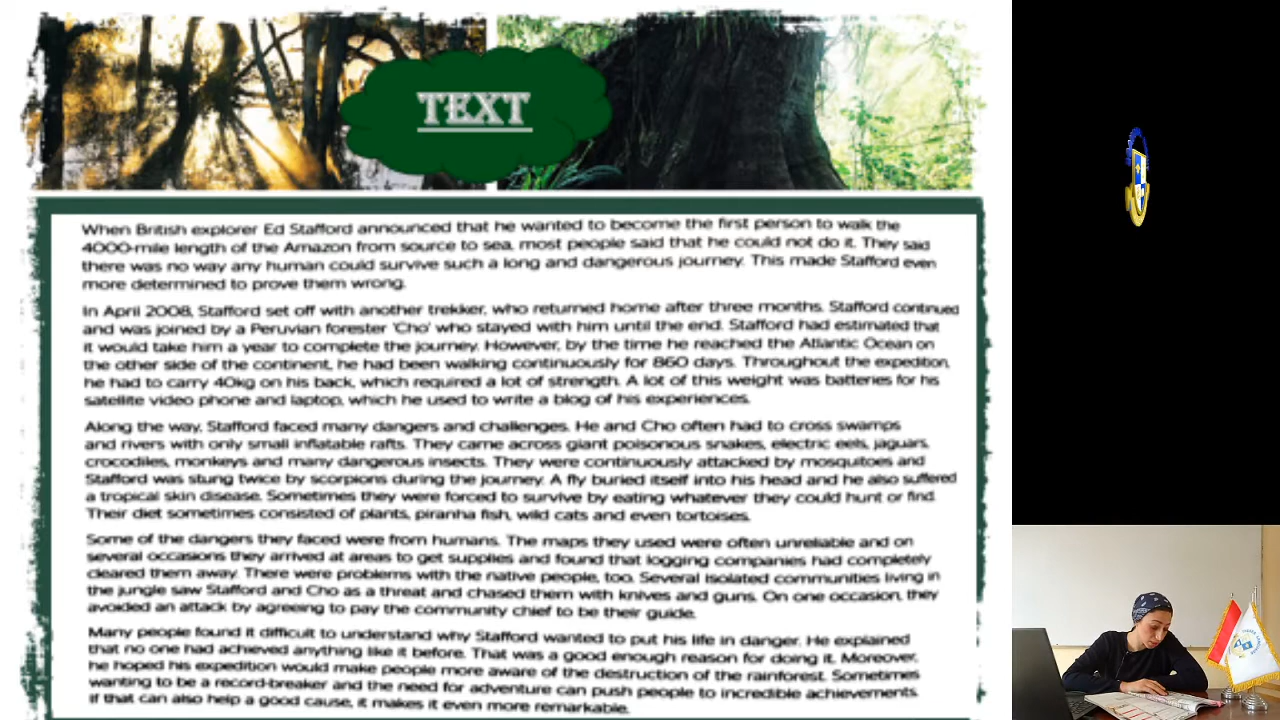 TEXT
When British explorer Ed Stafford announced that he wanted to become the first person to walk the
4000-mile length of the Amazon from source to sea, most people said that he could not do it. They said
there was no way any human could survive such a long and dangerous journey. This made Stafford even
more determined to prove them wrong.
In April 2008, Stafford set off with another trekker, who returned home after three months. Stafford continued
and was joined by a Peruvian forester 'Cho' who stayed with him until the end. Stafford had estimated that
it would take him a year to complete the journey. However, by the time he reached the Atlantic Ocean on
the other side of the continent, he had been walking continuously for 860 days. Throughout the expedition,
he had to carry 40kg on his back, which required a lot of strength. A lot of this weight was batteries for his
satellite video phone and laptop, which he used to write a blog of his experiences.
Along the way, Stafford faced many dangers and challenges. He and Cho often had to cross swamps
and rivers with only small inflatable rafts. They came across giant poisonous snakes, electric eels, jaguars,
crocodiles, monkeys and many dangerous insects. They were continuously attacked by mosquitoes and
Stafford was stung twice by scorpions during the journey. A fly buried itself into his head and he also suffered
a tropical skin disease. Sometimes they were forced to survive by eating whatever they could hunt or find.
Their diet sometimes consisted of plants, piranha fish, wild cats and even tortoises.
Some of the dangers they faced were from humans. The maps they used were often unreliable and on
several occasions they arrived at areas to get supplies and found that logging companies had completely
cleared them away. There were problems with the native people, too. Several isolated communities living in
the jungle saw Stafford and Cho as a threat and chased them with knives and guns. On one occasion, they
avoided an attack by agreeing to pay the community chief to be their guide.
Many people found it difficult to understand why Stafford wanted to put his life in danger. He explained
that no one had achieved anything like it before. That was a good enough reason for doing it. Moreover,
he hoped his expedition would make people more aware of the destruction of the rainforest. Sometimes
wanting to be a record-breaker and the need for adventure can push people to incredible achievements.
If that can also help a good cause, it makes it even more remarkable.